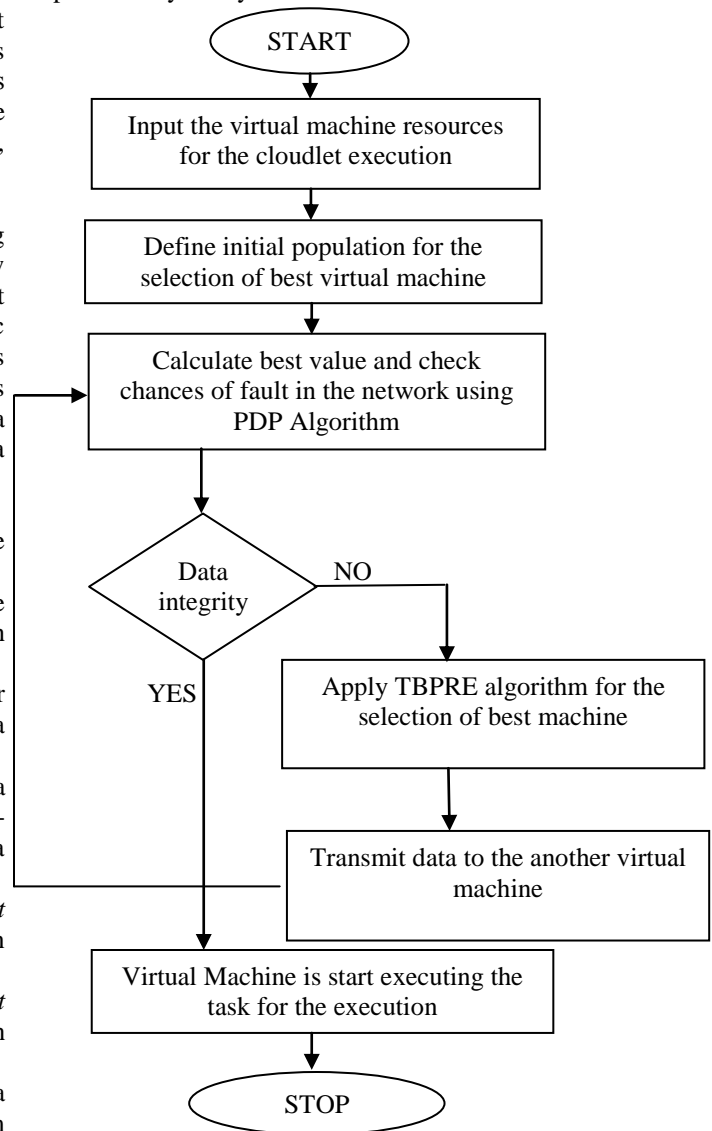 START
Input the virtual machine resources
for the cloudlet execution
Define initial population for the
selection of best virtual machine
Calculate best value and check
chances of fault in the network using
PDP Algorithm
Data
integrity
NO
YES
Apply TBPRE algorithm for the
selection of best machine
Transmit data to the another virtual
machine
Virtual Machine is start executing the
task for the execution
STOP